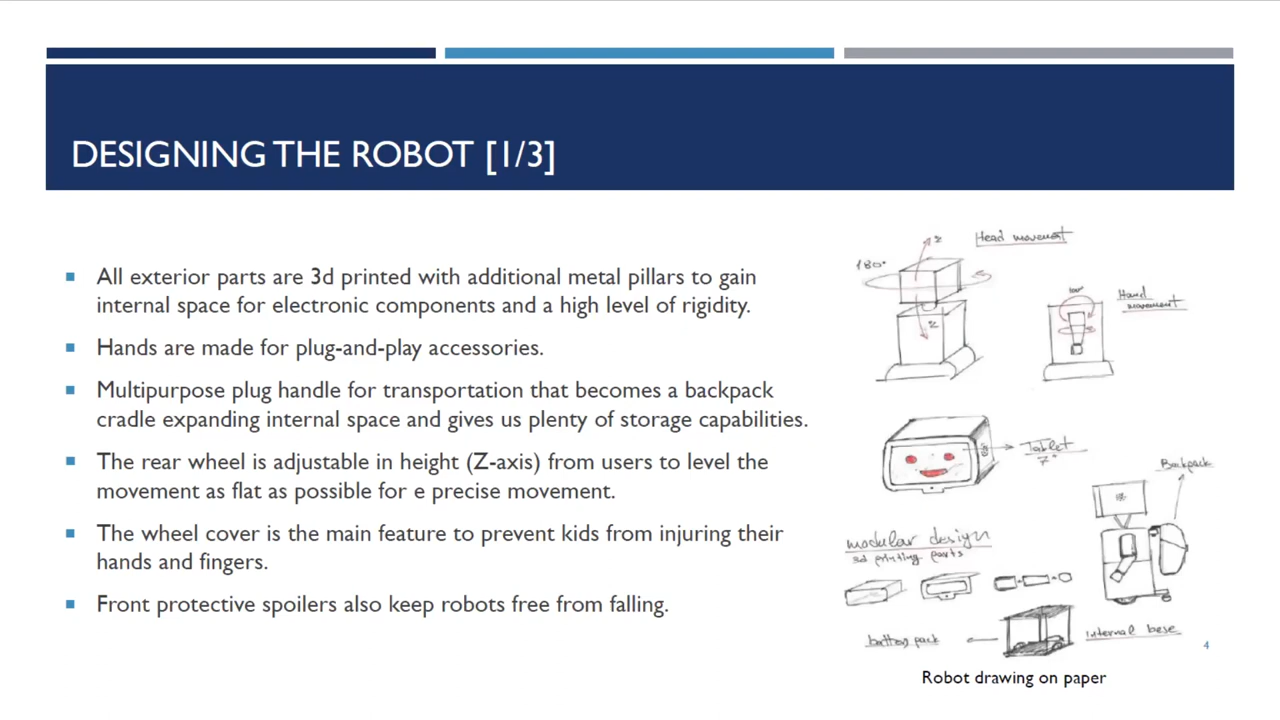 DESIGNING THE ROBOT [1/3]
All exterior parts are 3d printed with additional metal pillars to gain
internal space for electronic components and a high level of rigidity.
Hands are made for plug-and-play accessories.
Multipurpose plug handle for transportation that becomes a backpack
cradle expanding internal space and gives us plenty of storage capabilities.
The rear wheel is adjustable in height (Z-axis) from users to level the
movement as flat as possible for e precise movement.
The wheel cover is the main feature to prevent kids from injuring their
hands and fingers.
Front protective spoilers also keep robots free from falling.
Head movement
z
180°
Hand
movement
z
Tablet
7"
Backpack
modular design
3d printing parts
battery pack
internal base
4
Robot drawing on paper